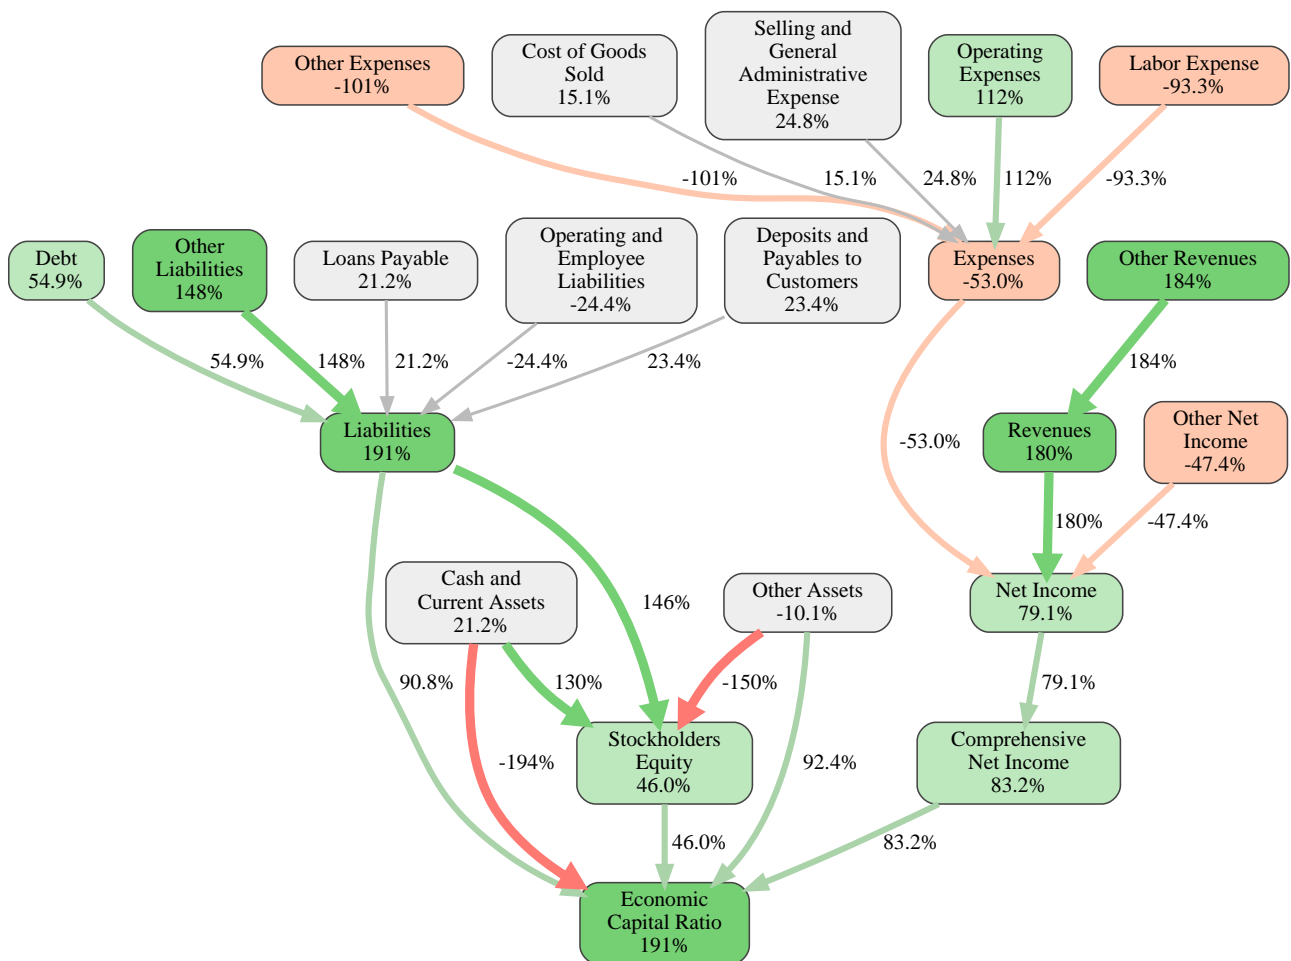 Other Expenses
-101%
Cost of Goods
Sold
15.1%
Selling and
General
Administrative
Expense
24.8%
Operating
Expenses
112%
Labor Expense
-93.3%
-101%
15.1%
24.8%
112%
-93.3%
Debt
54.9%
Other
Liabilities
148%
Loans Payable
21.2%
Operating and
Employee
Liabilities
-24.4%
Deposits and
Payables to
Customers
23.4%
Expenses
-53.0%
Other Revenues
184%
54.9%
148%
21.2%
-24.4%
23.4%
184%
Liabilities
191%
-53.0%
Revenues
180%
Other Net
Income
-47.4%
180%
-47.4%
Cash and
Current Assets
21.2%
146%
Other Assets
-10.1%
Net Income
79.1%
90.8%
130%
-150%
79.1%
-194%
Stockholders
Equity
46.0%
92.4%
Comprehensive
Net Income
83.2%
46.0%
83.2%
Economic
Capital Ratio
191%